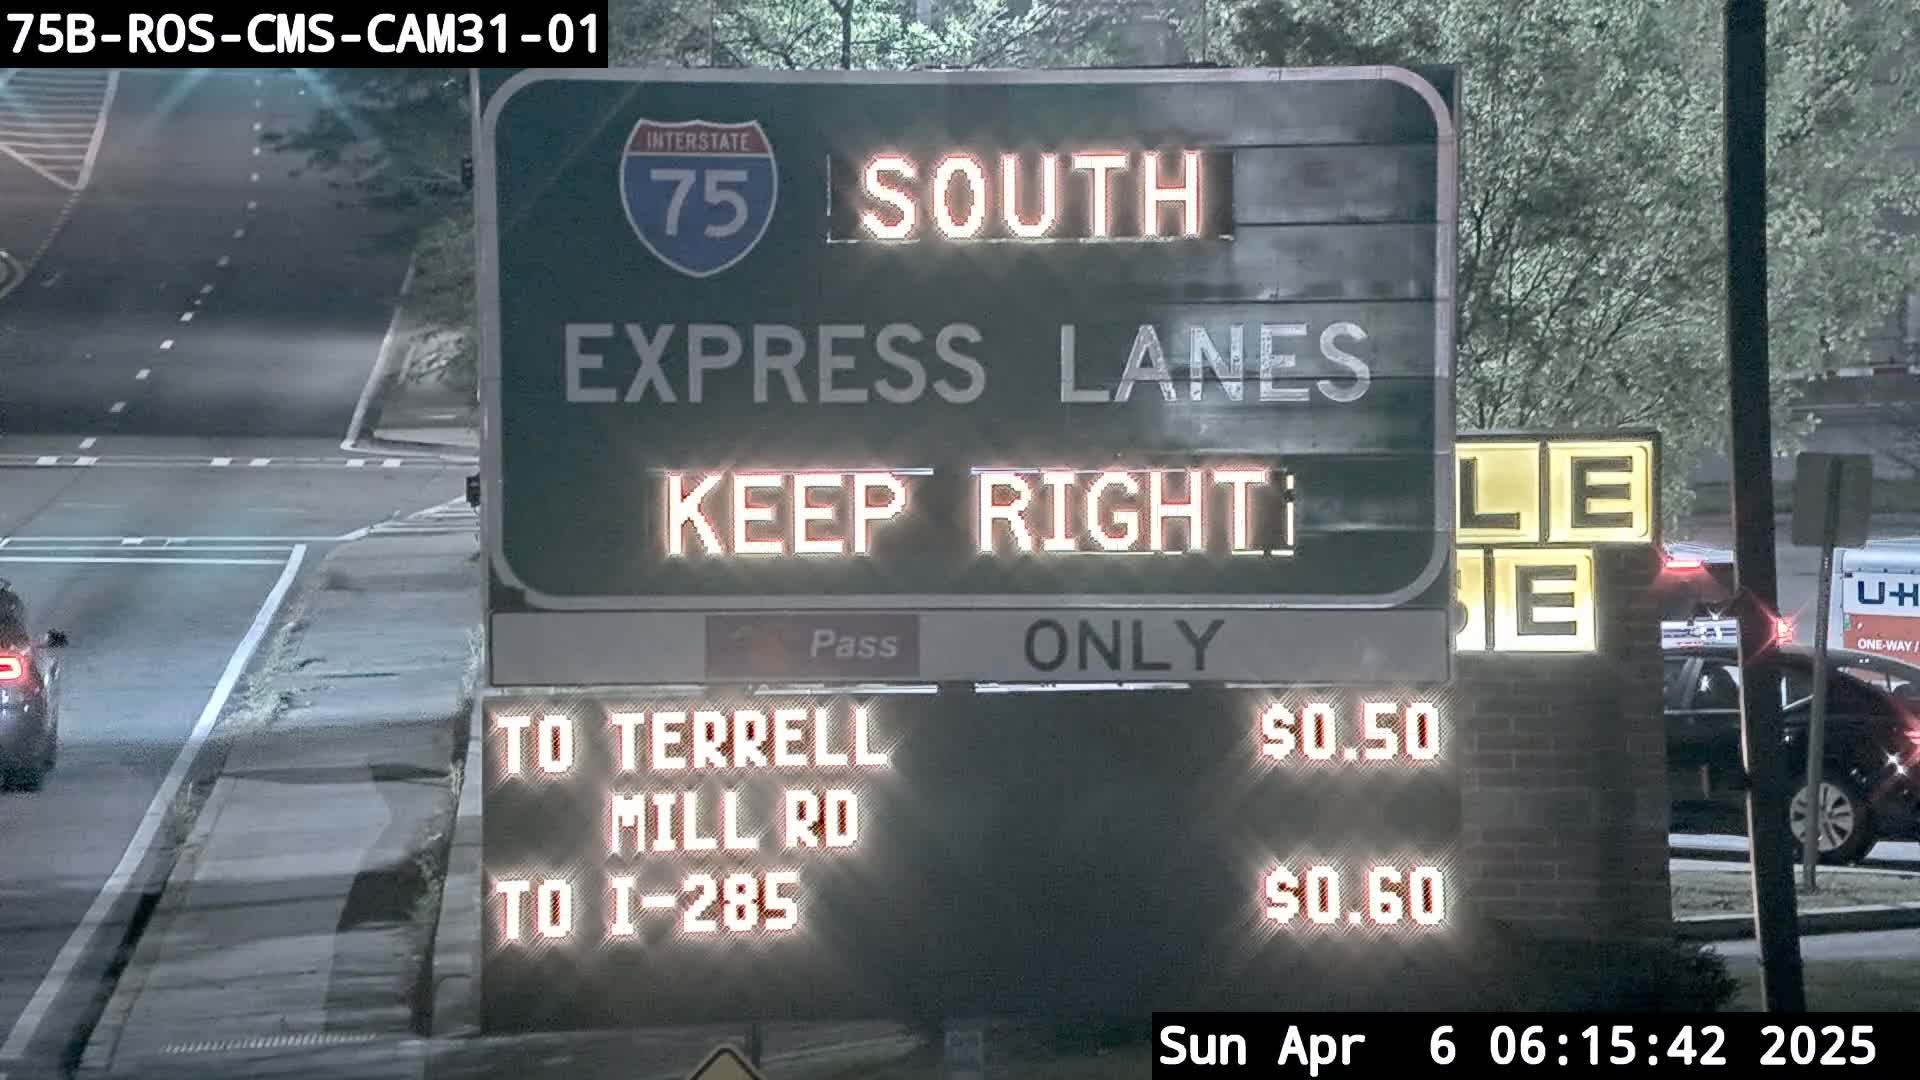 75B-ROS-CMS-CAM31-01
INTERSTATE
75
SOUTH
EXPRESS LANES
KEEP RIGHT
Pass ONLY
TO TERRELL $0.50
MILL RD
TO I-285 $0.60
LE
E
U-H
ONE-WAY /
Sun Apr 6 06:15:42 2025